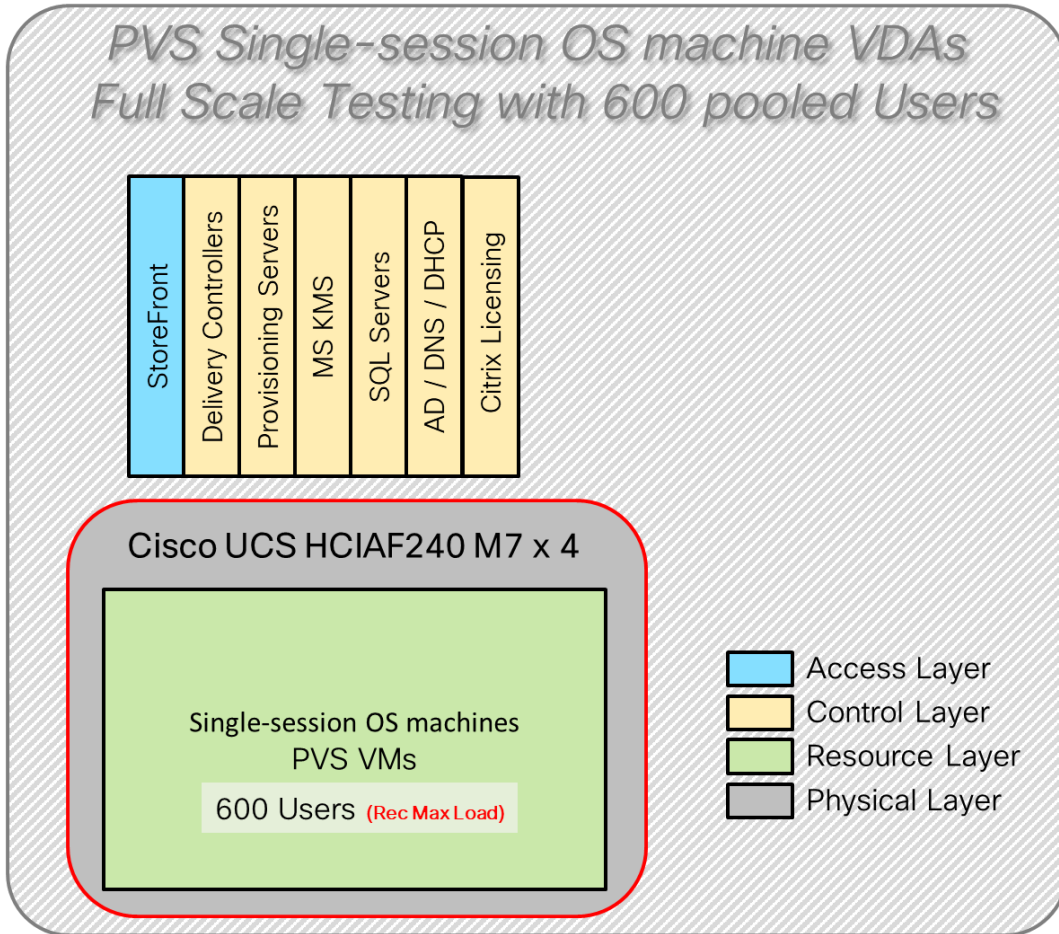 PVS Single-session OS machine VDAs
Full Scale Testing with 600 pooled Users
StoreFront
Delivery Controllers
Provisioning Servers
MS KMS
SQL Servers
AD / DNS / DHCP
Citrix Licensing
Cisco UCS HCIAF240 M7 x 4
Single-session OS machines
PVS VMs
600 Users (Rec Max Load)
Access Layer
Control Layer
Resource Layer
Physical Layer